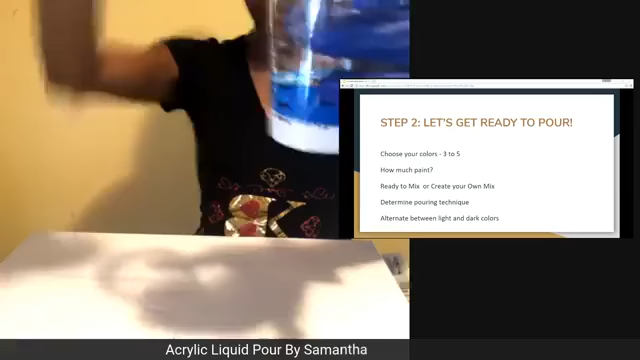 STEP 2: LET'S GET READY TO POUR!
Choose your colors - 3 to 5
How much paint?
Ready to Mix or Create your Own Mix
Determine pouring technique
Alternate between light and dark colors
Acrylic Liquid Pour By Samantha